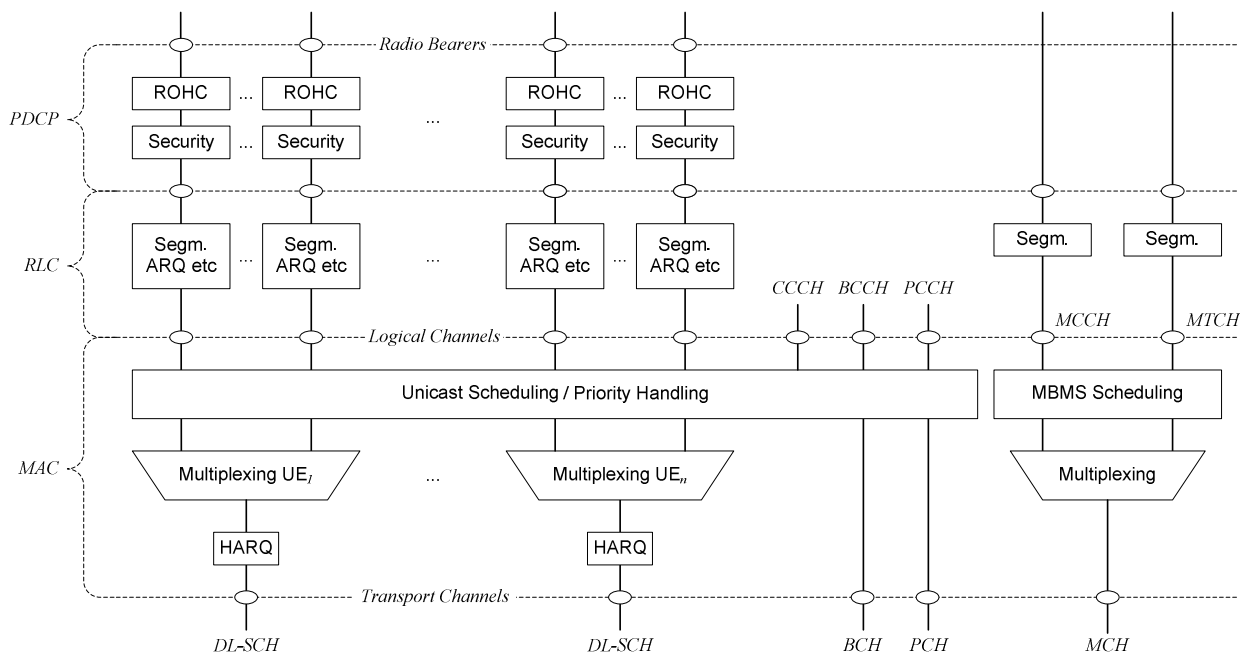 Radio Bearers
ROHC ... ROHC ROHC ... ROHC
PDCP ... 
Security ... Security Security ... Security
Segm. ARQ etc ... Segm. ARQ etc ... Segm. ARQ etc ... Segm. ARQ etc Segm. Segm.
RLC
CCCH BCCH PCCH
MCCH MTCH
Logical Channels
Unicast Scheduling / Priority Handling MBMS Scheduling
MAC
Multiplexing UE1 ... Multiplexing UEn Multiplexing
HARQ HARQ
Transport Channels
DL-SCH DL-SCH BCH PCH MCH